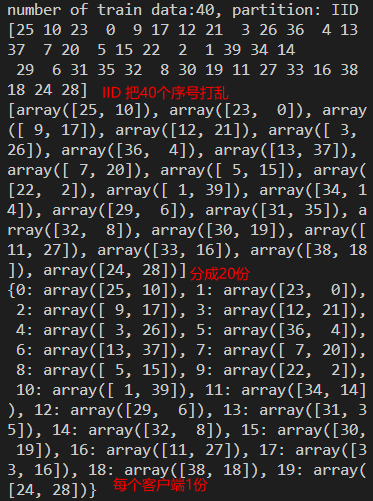 number of train data:40, partition: IID
[25 10 23  0  9 17 12 21  3 26 36  4 13
37  7 20  5 15 22  2  1 39 34 14
 29  6 31 35 32  8 30 19 11 27 33 16 38
18 24 28]
IID 把40个序号打乱
[array([25, 10]), array([23,  0]), array
([ 9, 17]), array([12, 21]), array([ 3,
26]), array([36,  4]), array([13, 37]),
array([ 7, 20]), array([ 5, 15]), array(
[22,  2]), array([ 1, 39]), array([34, 1
4]), array([29,  6]), array([31, 35]), a
rray([32,  8]), array([30, 19]), array([
11, 27]), array([33, 16]), array([38, 18
]), array([24, 28])]
分成20份
{0: array([25, 10]), 1: array([23,  0]),
 2: array([ 9, 17]), 3: array([12, 21]),
 4: array([ 3, 26]), 5: array([36,  4]),
 6: array([13, 37]), 7: array([ 7, 20]),
 8: array([ 5, 15]), 9: array([22,  2]),
 10: array([ 1, 39]), 11: array([34, 14]
), 12: array([29,  6]), 13: array([31, 3
5]), 14: array([32,  8]), 15: array([30,
 19]), 16: array([11, 27]), 17: array([3
3, 16]), 18: array([38, 18]), 19: array(
[24, 28])}
每个客户端1份